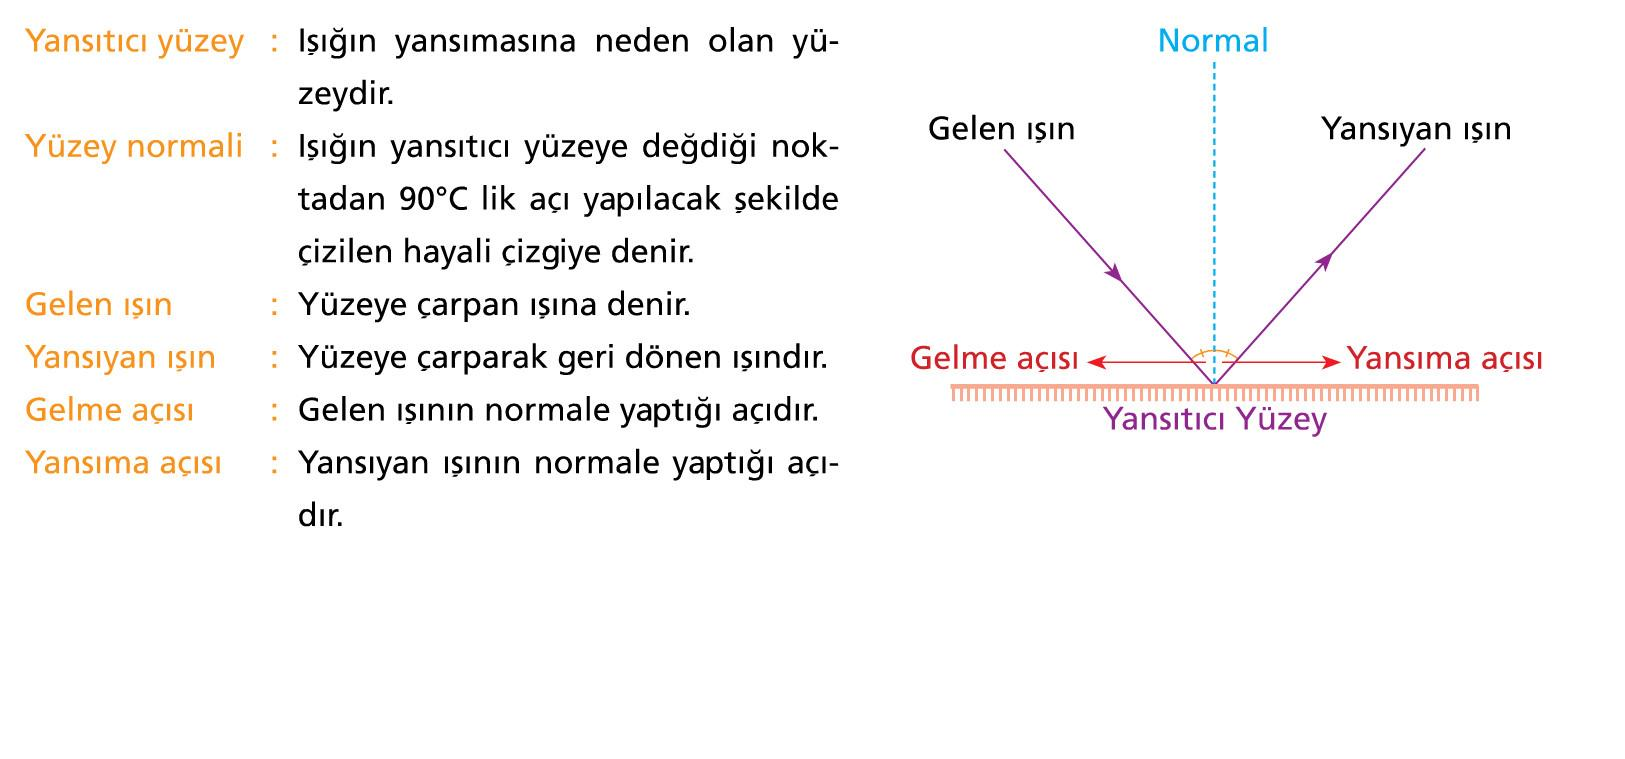 Yansıtıcı yüzey : Işığın yansımasına neden olan yü-
zeydir.
Yüzey normali : Işığın yansıtıcı yüzeye değdiği nok-
tadan 90°C lik açı yapılacak şekilde
çizilen hayali çizgiye denir.
Gelen ışın : Yüzeye çarpan ışına denir.
Yansıyan ışın : Yüzeye çarparak geri dönen ışındır.
Gelme açısı : Gelen ışının normale yaptığı açıdır.
Yansıma açısı : Yansıyan ışının normale yaptığı açı-
dır.
Normal
Gelen ışın
Yansıyan ışın
Gelme açısı
Yansıma açısı
Yansıtıcı Yüzey